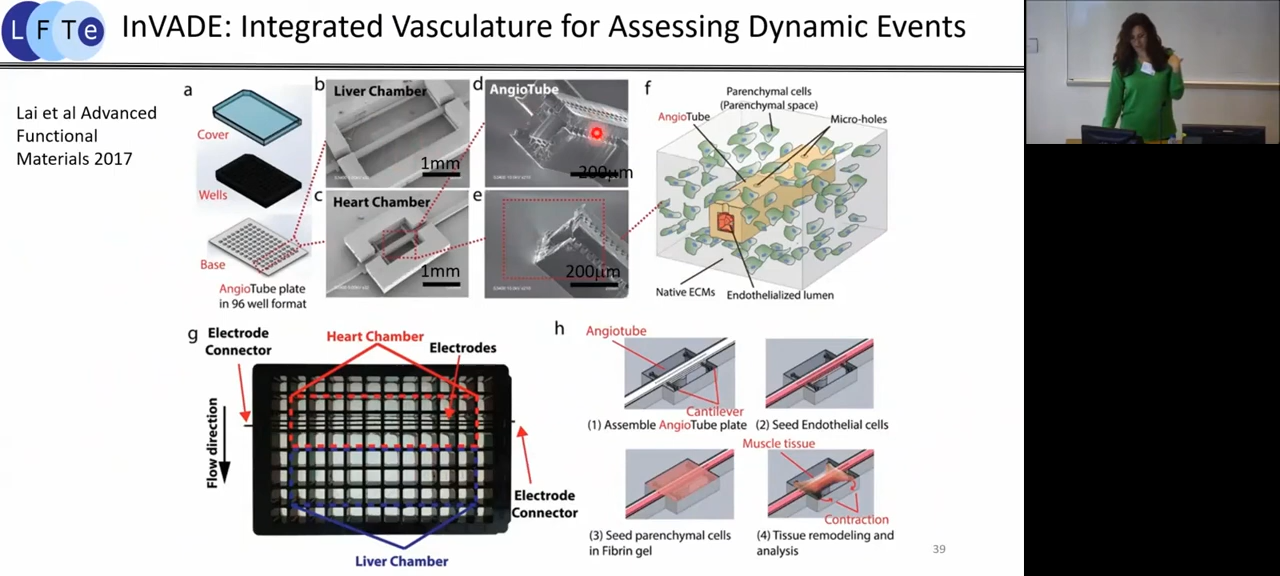 L F T e
InVADE: Integrated Vasculature for Assessing Dynamic Events
Lai et al Advanced
Functional
Materials 2017
a
Cover
Wells
Base
AngioTube plate
in 96 well format
b
Liver Chamber
1mm
c
Heart Chamber
1mm
d
AngioTube
200μm
e
200μm
f
Parenchymal cells
(Parenchymal space)
AngioTube
Micro-holes
Native ECMs
Endothelialized lumen
g
Electrode
Connector
Heart Chamber
Electrodes
Flow direction
Electrode
Connector
Liver Chamber
h
Angiotube
Cantilever
(1) Assemble AngioTube plate
(2) Seed Endothelial cells
Muscle tissue
Contraction
(3) Seed parenchymal cells
in Fibrin gel
(4) Tissue remodeling and
analysis
39